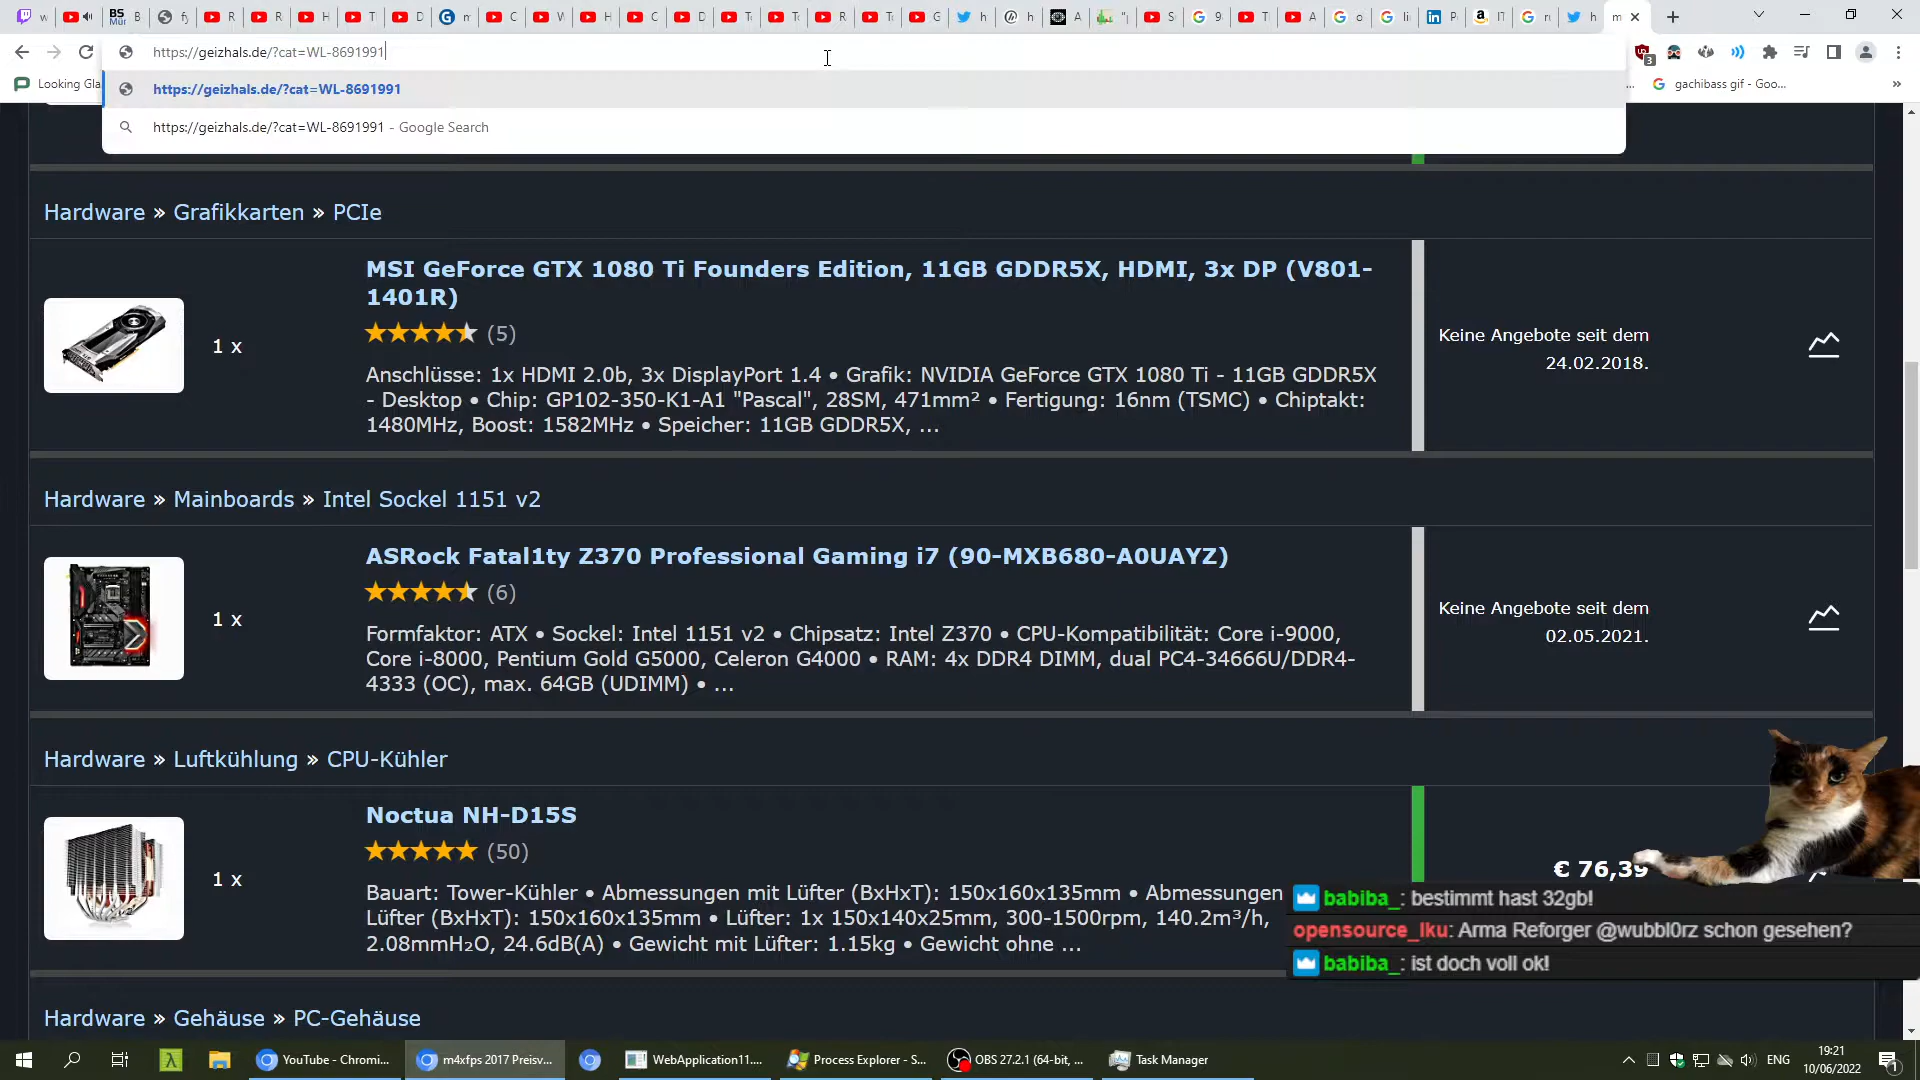 w
BS
Mür
B
f)
R
R
H
T
D
m
C
W
H
C
D
T
T
R
T
G
h
h
A
"
S
9
T
A
o
li
P
IT
r
h
m
https://geizhals.de/?cat=WL-8691991
3
https://geizhals.de/?cat=WL-8691991
https://geizhals.de/?cat=WL-8691991 - Google Search
Looking Gla
...
gachibass gif - Goo...
»
Hardware » Grafikkarten » PCIe
1 x
MSI GeForce GTX 1080 Ti Founders Edition, 11GB GDDR5X, HDMI, 3x DP (V801-
1401R)
(5)
Anschlüsse: 1x HDMI 2.0b, 3x DisplayPort 1.4 • Grafik: NVIDIA GeForce GTX 1080 Ti - 11GB GDDR5X
- Desktop • Chip: GP102-350-K1-A1 "Pascal", 28SM, 471mm² • Fertigung: 16nm (TSMC) • Chiptakt:
1480MHz, Boost: 1582MHz • Speicher: 11GB GDDR5X, ...
Keine Angebote seit dem
24.02.2018.
Hardware » Mainboards » Intel Sockel 1151 v2
1 x
ASRock Fatal1ty Z370 Professional Gaming i7 (90-MXB680-A0UAYZ)
(6)
Formfaktor: ATX • Sockel: Intel 1151 v2 • Chipsatz: Intel Z370 • CPU-Kompatibilität: Core i-9000,
Core i-8000, Pentium Gold G5000, Celeron G4000 • RAM: 4x DDR4 DIMM, dual PC4-34666U/DDR4-
4333 (OC), max. 64GB (UDIMM) • ...
Keine Angebote seit dem
02.05.2021.
Hardware » Luftkühlung » CPU-Kühler
1 x
Noctua NH-D15S
(50)
Bauart: Tower-Kühler • Abmessungen mit Lüfter (BxHxT): 150x160x135mm • Abmessungen
Lüfter (BxHxT): 150x160x135mm • Lüfter: 1x 150x140x25mm, 300-1500rpm, 140.2m³/h,
2.08mmH₂O, 24.6dB(A) • Gewicht mit Lüfter: 1.15kg • Gewicht ohne ...
€ 76,39
babiba_: bestimmt hast 32gb!
opensource_lku: Arma Reforger @wubbl0rz schon gesehen?
babiba_: ist doch voll ok!
Hardware » Gehäuse » PC-Gehäuse
YouTube - Chromi...
m4xfps 2017 Preisv...
WebApplication11....
Process Explorer - S...
OBS 27.2.1 (64-bit, ...
Task Manager
ENG
19:21
10/06/2022
1